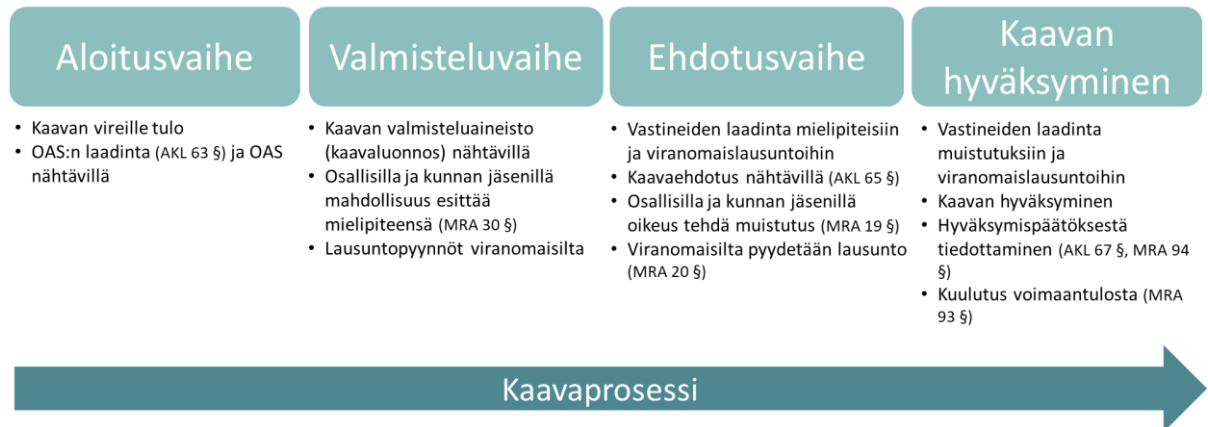 Aloitusvaihe
• Kaavan vireille tulo
• OAS:n laadinta (AKL 63 §) ja OAS
nähtävillä
Valmisteluvaihe
• Kaavan valmisteluaineisto
(kaavaluonnos) nähtävillä
• Osallisilla ja kunnan jäsenillä
mahdollisuus esittää
mielipiteensä (MRA 30 §)
• Lausuntopyynnöt viranomaisilta
Ehdotusvaihe
• Vastineiden laadinta mielipiteisiin
ja viranomaislausuntoihin
• Kaavaehdotus nähtävillä (AKL 65 §)
• Osallisilla ja kunnan jäsenillä
oikeus tehdä muistutus (MRA 19 §)
• Viranomaisilta pyydetään lausunto
(MRA 20 §)
Kaavan
hyväksyminen
• Vastineiden laadinta
muistutuksiin ja
viranomaislausuntoihin
• Kaavan hyväksyminen
• Hyväksymispäätöksestä
tiedottaminen (AKL 67 §, MRA 94
§)
• Kuulutus voimaantulosta (MRA
93 §)
Kaavaprosessi